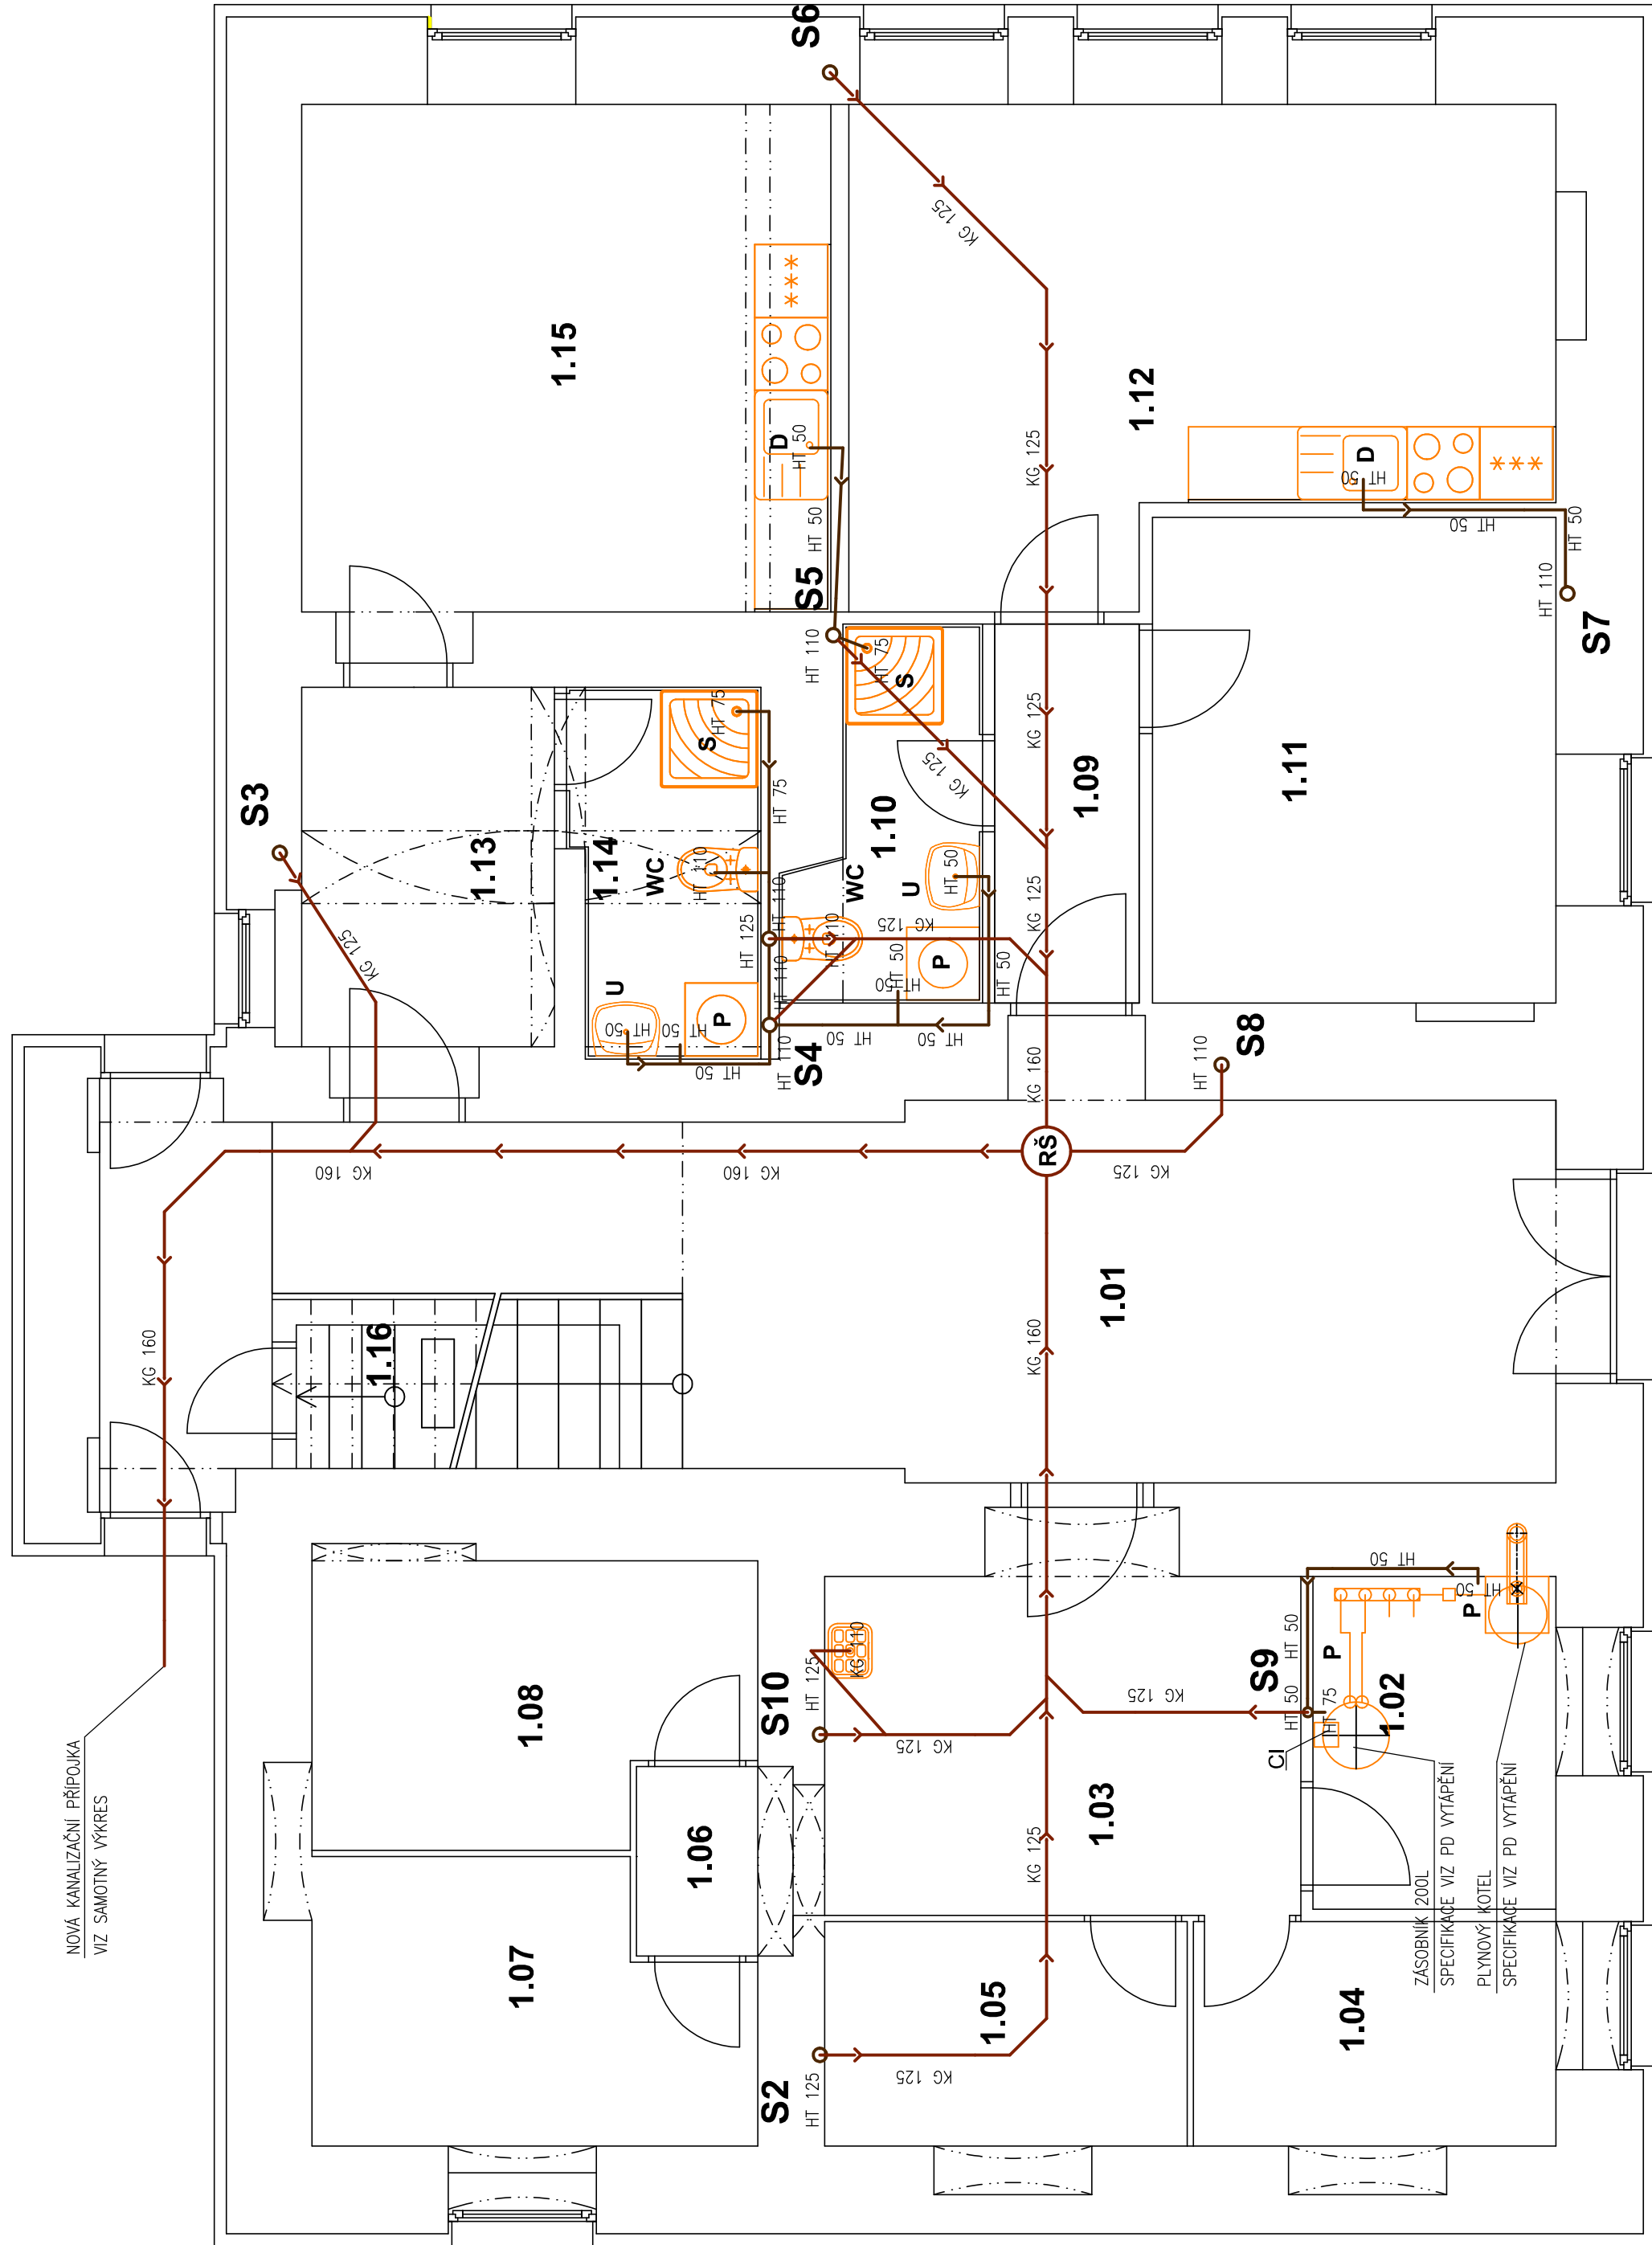 NOVÁ KANALIZAČNÍ PŘÍPOJKA
VIZ SAMOTNÝ VÝKRES
KG 160
KG 160
KG 160
1.16
S3
KG 125
1.13
1.15
S6
KG 125
1.14
WC
HT 110
S
HT 75
HT 75
U
HT 50
HT 50
P
HT 50
HT 125
HT 110
HT 110
HT 110
S4
D
HT 50
HT 50
S5
HT 110
HT 75
S
KG 125
1.10
WC
HT 110
U
HT 50
KG 125
HT 50
HT 50
P
HT 50
HT 50
HT 50
KG 125
KG 125
KG 125
1.09
1.12
D
HT 50
HT 50
HT 50
HT 110
S7
1.11
KG 160
RŠ
KG 125
HT 110
S8
KG 160
1.01
1.08
1.07
1.06
S10
HT 125
KG 110
KG 125
KG 125
1.03
KG 125
S9
HT 50
HT 50
HT 75
HT 50
HT 50
P
P
1.02
CI
ZÁSOBNÍK 200L
SPECIFIKACE VIZ PD VYTÁPĚNÍ
PLYNOVÝ KOTEL
SPECIFIKACE VIZ PD VYTÁPĚNÍ
S2
HT 125
KG 125
1.05
1.04